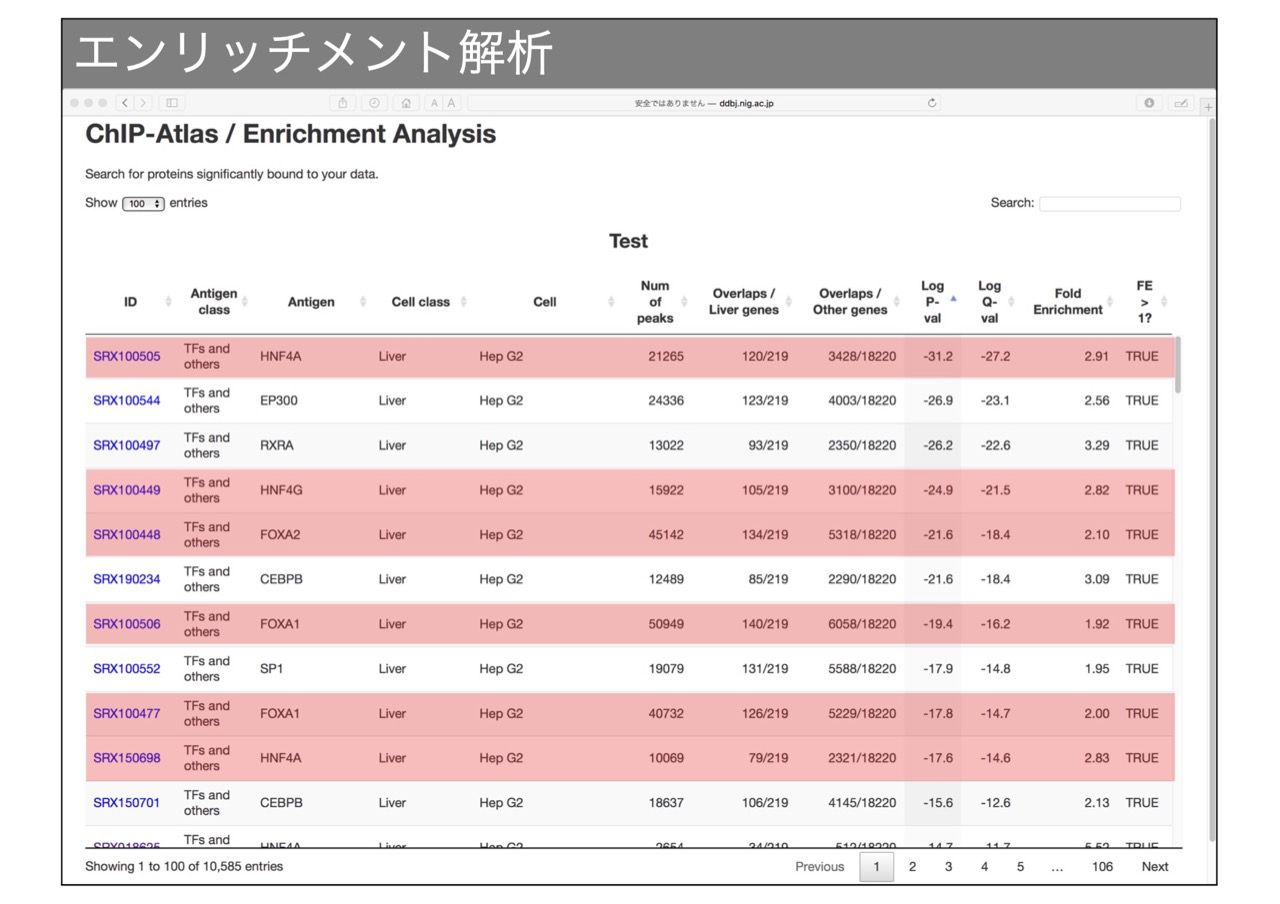 エンリッチメント解析
安全ではありません — ddbj.nig.ac.jp
ChIP-Atlas / Enrichment Analysis
Search for proteins significantly bound to your data.
Show 100 entries Search:
Test
ID Antigen class Antigen Cell class Cell Num of peaks Overlaps / Liver genes Overlaps / Other genes Log P-val Log Q-val Fold Enrichment FE > 1?
SRX100505 TFs and others HNF4A Liver Hep G2 21265 120/219 3428/18220 -31.2 -27.2 2.91 TRUE
SRX100544 TFs and others EP300 Liver Hep G2 24336 123/219 4003/18220 -26.9 -23.1 2.56 TRUE
SRX100497 TFs and others RXRA Liver Hep G2 13022 93/219 2350/18220 -26.2 -22.6 3.29 TRUE
SRX100449 TFs and others HNF4G Liver Hep G2 15922 105/219 3100/18220 -24.9 -21.5 2.82 TRUE
SRX100448 TFs and others FOXA2 Liver Hep G2 45142 134/219 5318/18220 -21.6 -18.4 2.10 TRUE
SRX190234 TFs and others CEBPB Liver Hep G2 12489 85/219 2290/18220 -21.6 -18.4 3.09 TRUE
SRX100506 TFs and others FOXA1 Liver Hep G2 50949 140/219 6058/18220 -19.4 -16.2 1.92 TRUE
SRX100552 TFs and others SP1 Liver Hep G2 19079 131/219 5588/18220 -17.9 -14.8 1.95 TRUE
SRX100477 TFs and others FOXA1 Liver Hep G2 40732 126/219 5229/18220 -17.8 -14.7 2.00 TRUE
SRX150698 TFs and others HNF4A Liver Hep G2 10069 79/219 2321/18220 -17.6 -14.6 2.83 TRUE
SRX150701 TFs and others CEBPB Liver Hep G2 18637 106/219 4145/18220 -15.6 -12.6 2.13 TRUE
TFs and HNF4A Liver Hep G2 TRUE
Showing 1 to 100 of 10,585 entries Previous 1 2 3 4 5 … 106 Next